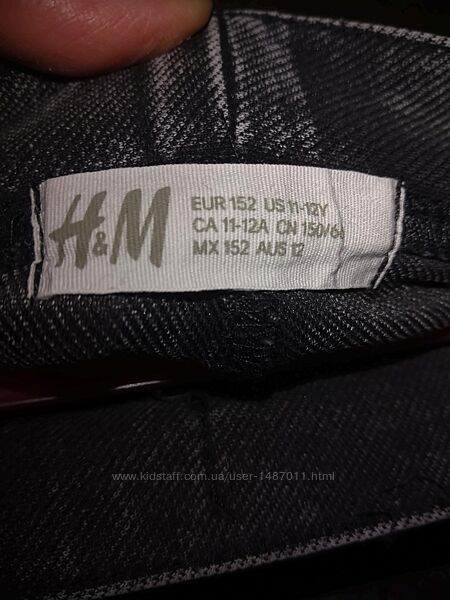 H&M
EUR 152 US 11-12Y
CA 11-12A CN 150/60
MX 152 AUS 12
www.kidstaff.com.ua/user-1487011.html